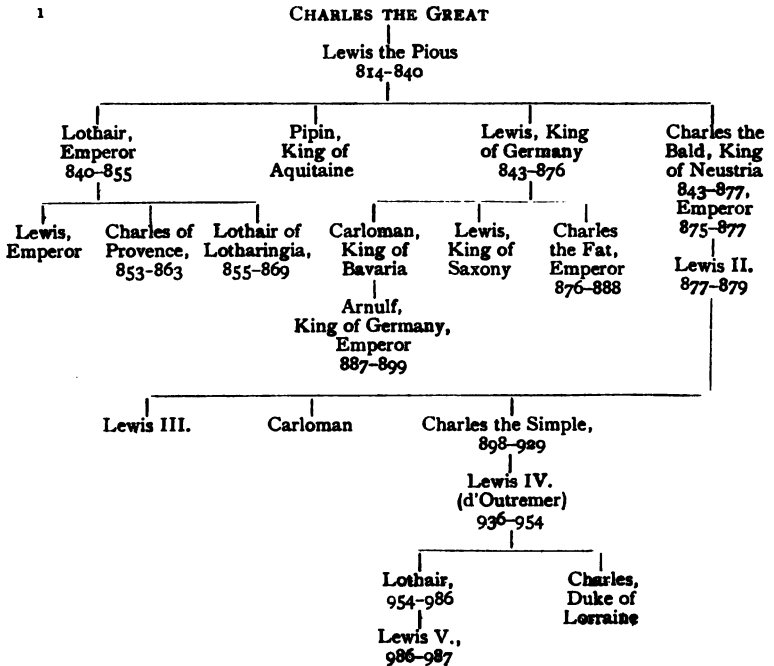 1
CHARLES THE GREAT
Lewis the Pious
814–840
Lothair,
Emperor
840–855
Pipin,
King of
Aquitaine
Lewis, King
of Germany
843–876
Charles the
Bald, King
of Neustria
843–877,
Emperor
875–877
Lewis,
Emperor
Charles of
Provence,
853–863
Lothair of
Lotharingia,
855–869
Carloman,
King of
Bavaria
Lewis,
King of
Saxony
Charles
the Fat,
Emperor
876–888
Lewis II.
877–879
Arnulf,
King of Germany,
Emperor
887–899
Lewis III.
Carloman
Charles the Simple,
898–929
Lewis IV.
(d'Outremer)
936–954
Lothair,
954–986
Charles,
Duke of
Lorraine
Lewis V.,
986–987